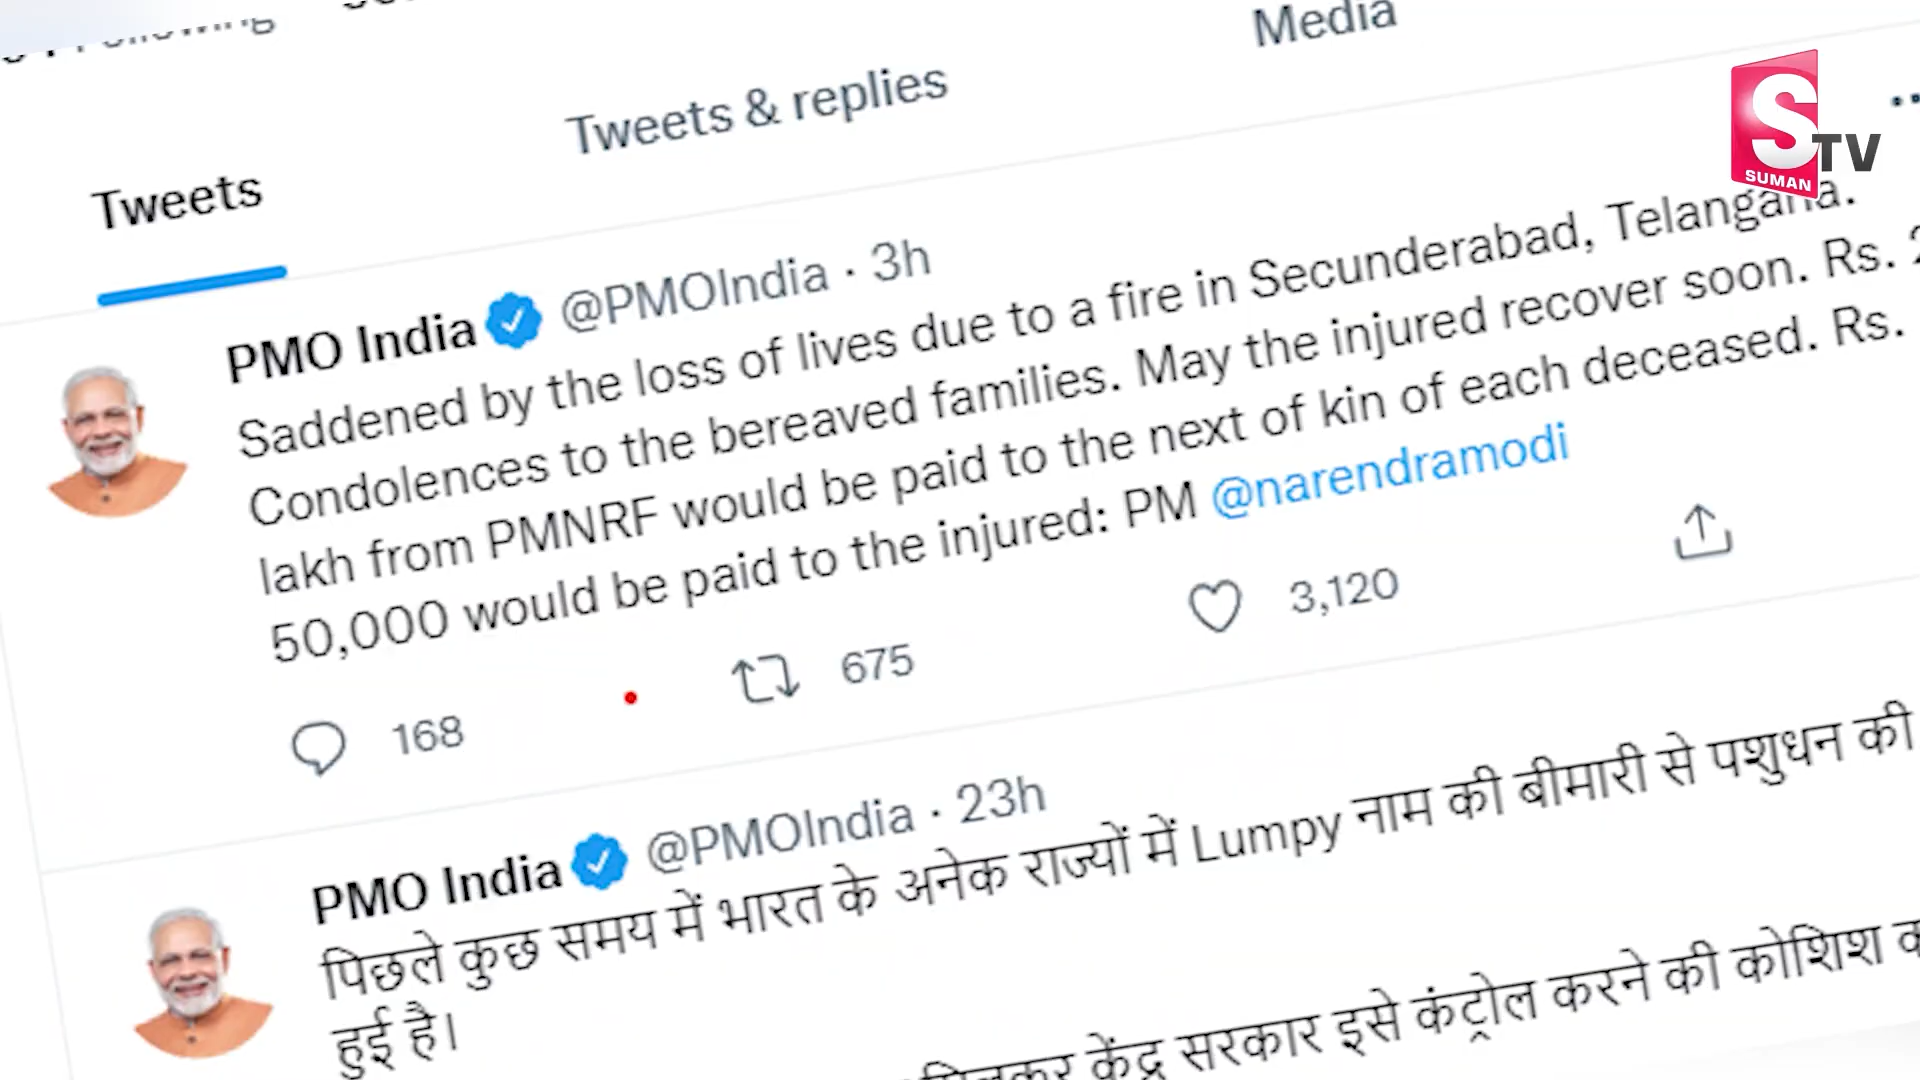 Following
Media
Tweets & replies
Tweets
S
TV
SUMAN
PMO India @PMOIndia · 3h
Saddened by the loss of lives due to a fire in Secunderabad, Telangana.
Condolences to the bereaved families. May the injured recover soon. Rs. 2
lakh from PMNRF would be paid to the next of kin of each deceased. Rs.
50,000 would be paid to the injured: PM @narendramodi
168 675 3,120
PMO India @PMOIndia · 23h
पिछले कुछ समय में भारत के अनेक राज्यों में Lumpy नाम की बीमारी से पशुधन की
हुई है।
केंद्र सरकार इसे कंट्रोल करने की कोशिश